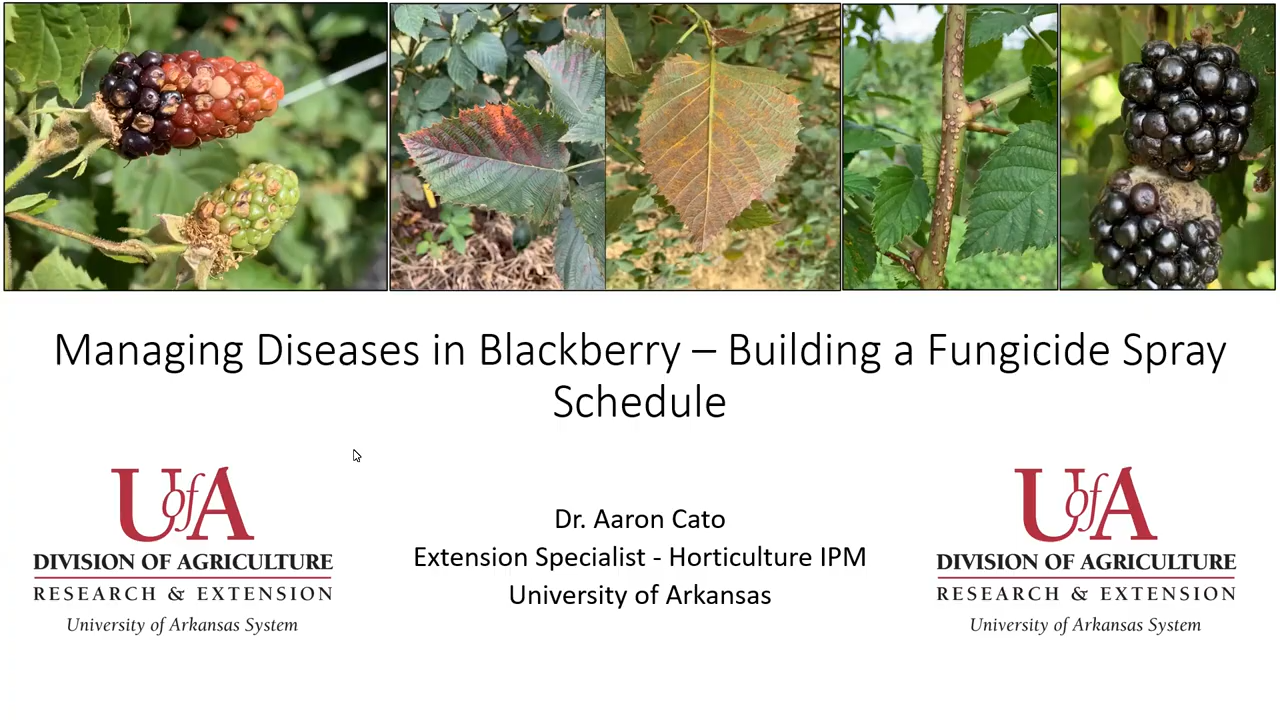 Managing Diseases in Blackberry – Building a Fungicide Spray
Schedule
UofA
DIVISION OF AGRICULTURE
RESEARCH & EXTENSION
University of Arkansas System
Dr. Aaron Cato
Extension Specialist - Horticulture IPM
University of Arkansas
UofA
DIVISION OF AGRICULTURE
RESEARCH & EXTENSION
University of Arkansas System